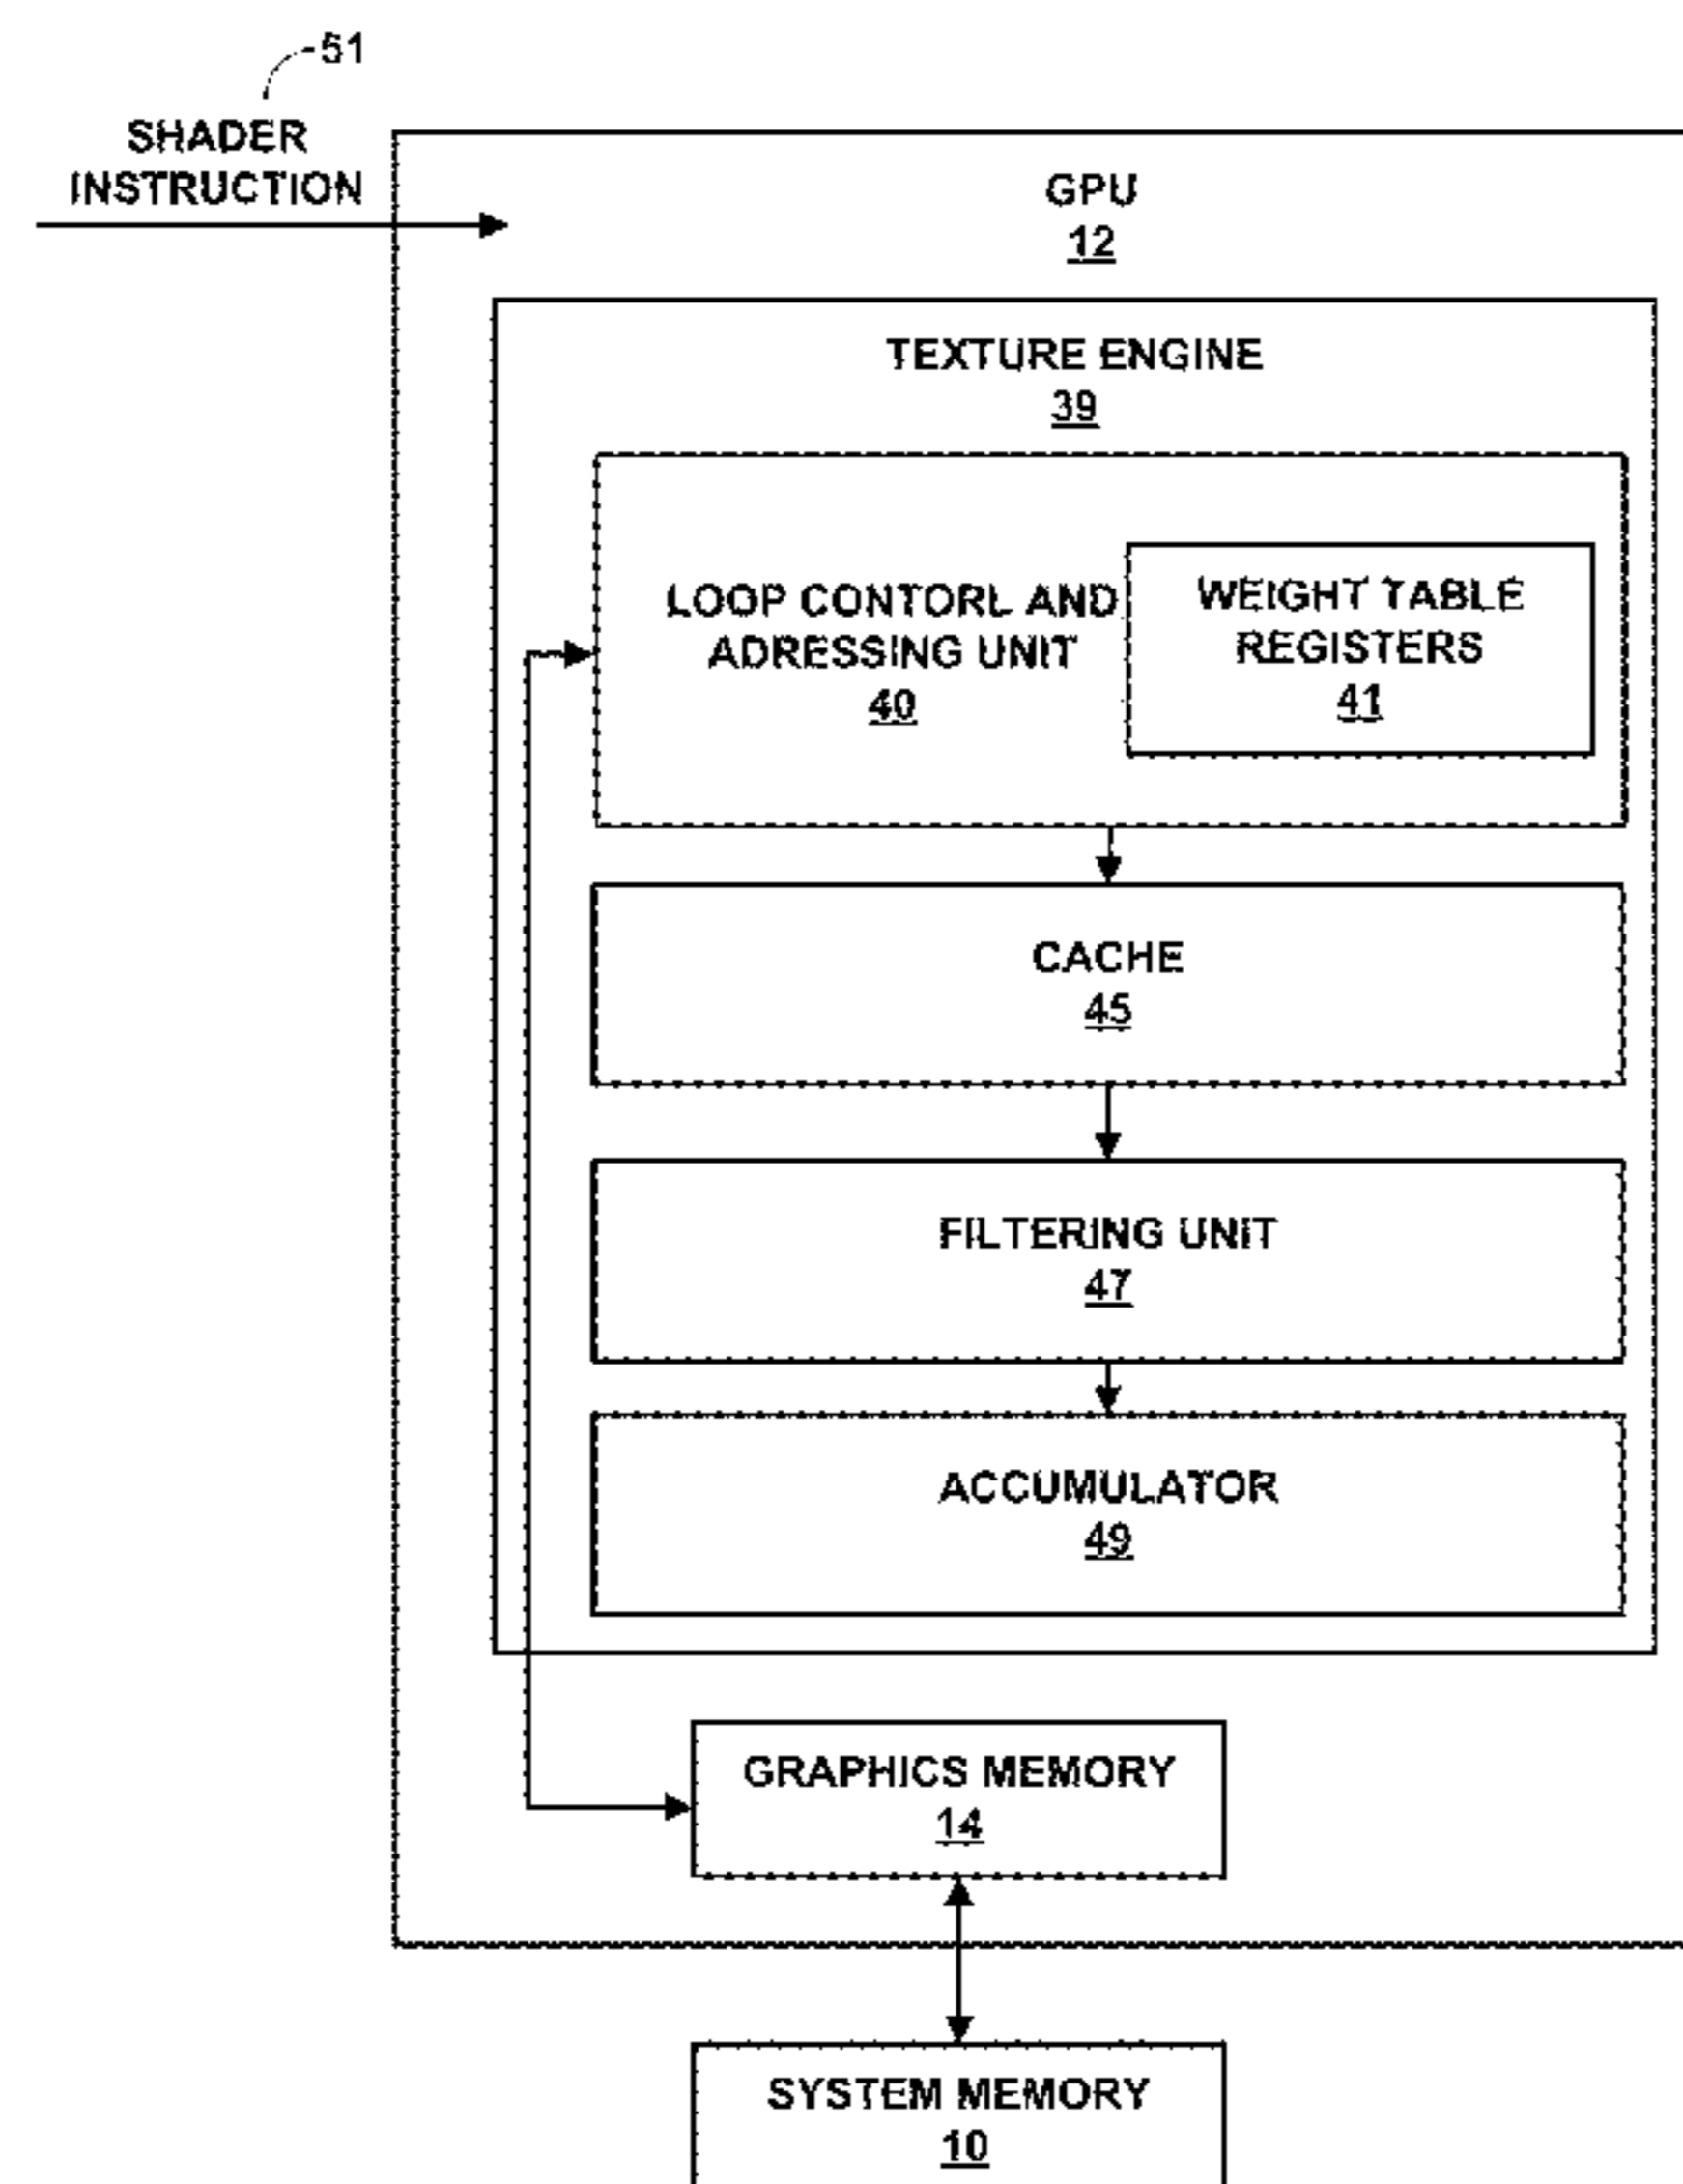 51
SHADER
INSTRUCTION
GPU
12
TEXTURE ENGINE
39
LOOP CONTORL AND
ADRESSING UNIT
40
WEIGHT TABLE
REGISTERS
41
CACHE
45
FILTERING UNIT
47
ACCUMULATOR
49
GRAPHICS MEMORY
14
SYSTEM MEMORY
10